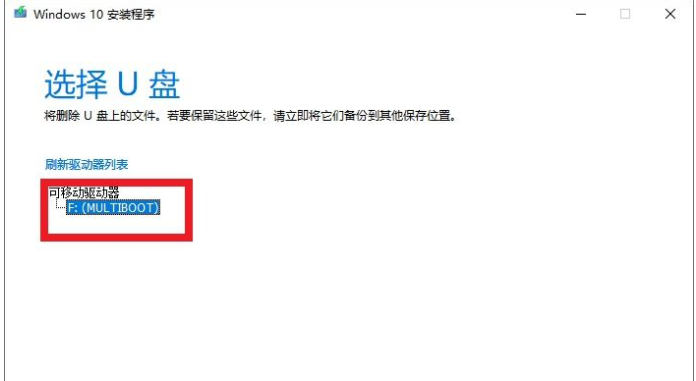 Windows 10 安装程序
选择 U 盘
将删除 U 盘上的文件。若要保留这些文件，请立即将它们备份到其他保存位置。
刷新驱动器列表
可移动驱动器
F: (MULTIBOOT)